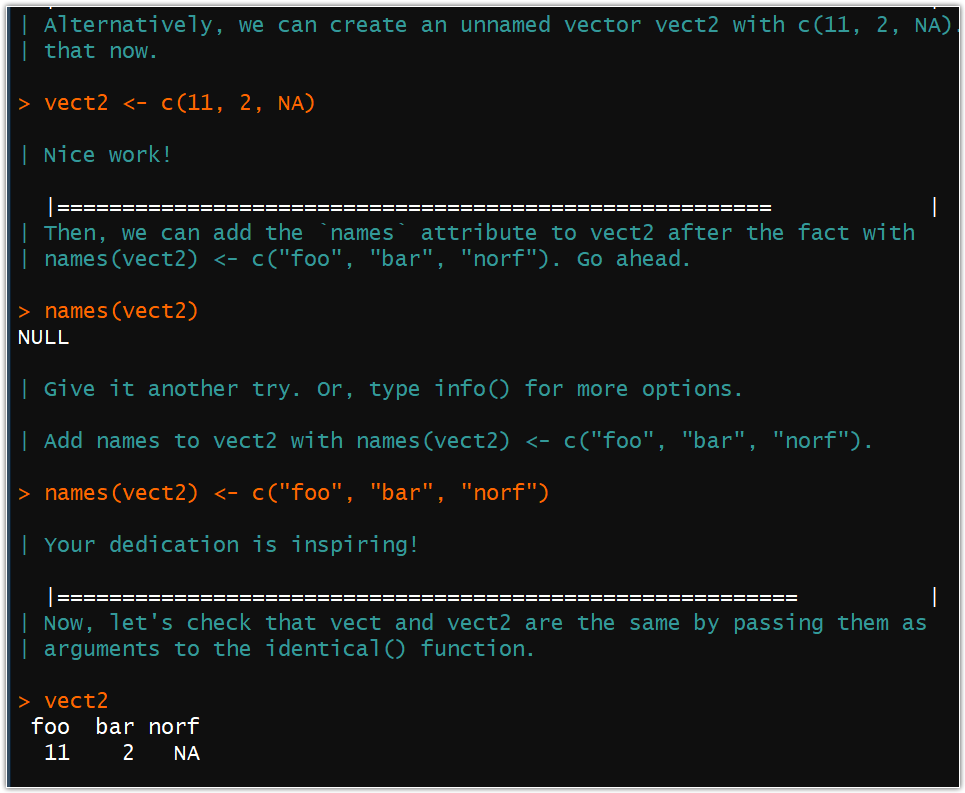 | Alternatively, we can create an unnamed vector vect2 with c(11, 2, NA).
| that now.
> vect2 <- c(11, 2, NA)
| Nice work!
|=======================================================            |
| Then, we can add the `names` attribute to vect2 after the fact with
| names(vect2) <- c("foo", "bar", "norf"). Go ahead.
> names(vect2)
NULL
| Give it another try. Or, type info() for more options.
| Add names to vect2 with names(vect2) <- c("foo", "bar", "norf").
> names(vect2) <- c("foo", "bar", "norf")
| Your dedication is inspiring!
|=========================================================          |
| Now, let's check that vect and vect2 are the same by passing them as
| arguments to the identical() function.
> vect2
foo  bar norf
11    2   NA